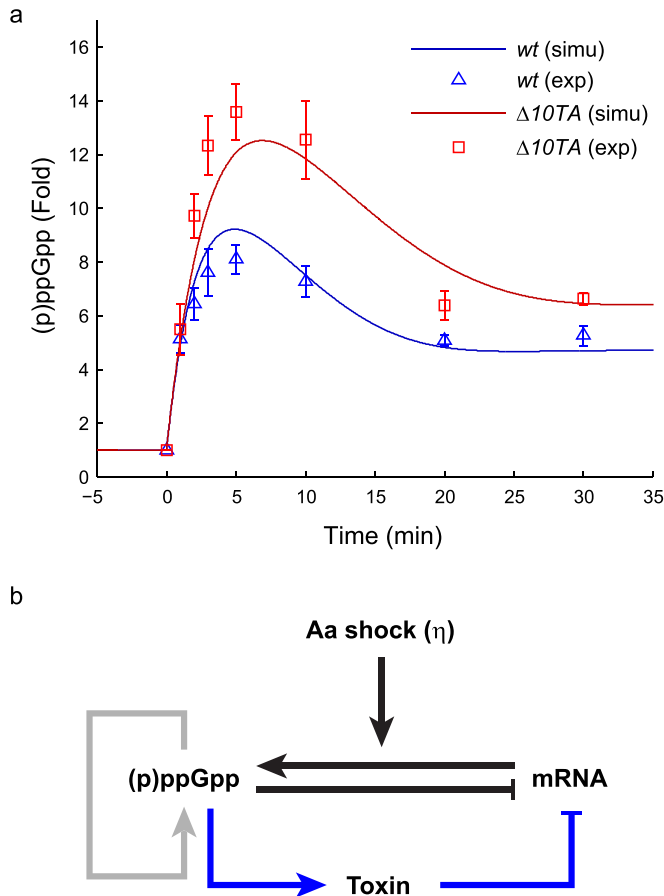 a
16
14
12
10
8
6
4
2
0
(p)ppGpp (Fold)
wt (simu)
wt (exp)
Δ10TA (simu)
Δ10TA (exp)
−5 0 5 10 15 20 25 30 35
Time (min)
b
Aa shock (η)
(p)ppGpp mRNA
Toxin